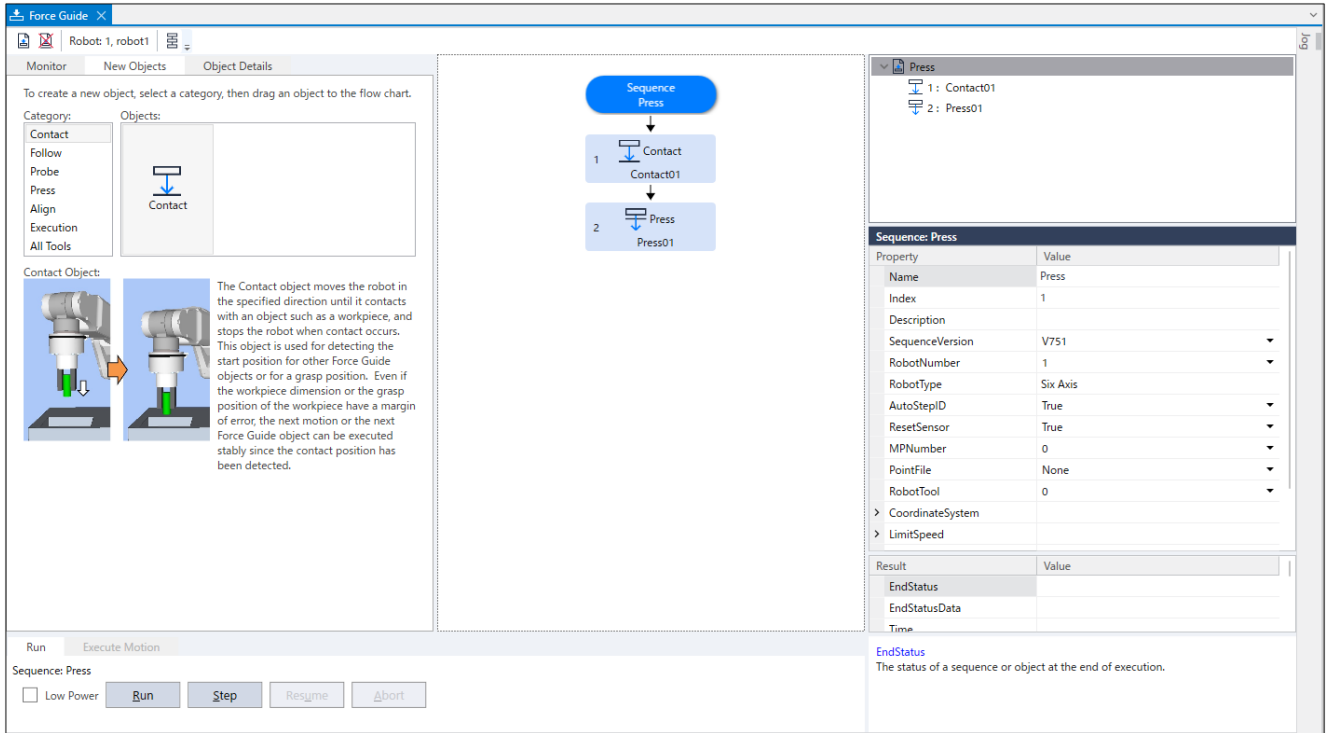 Force Guide
Robot: 1, robot1
Jog
Monitor New Objects Object Details
To create a new object, select a category, then drag an object to the flow chart.
Category: Objects:
Contact
Follow
Probe
Press
Align
Execution
All Tools
Contact
Contact Object:
The Contact object moves the robot in
the specified direction until it contacts
with an object such as a workpiece, and
stops the robot when contact occurs.
This object is used for detecting the
start position for other Force Guide
objects or for a grasp position. Even if
the workpiece dimension or the grasp
position of the workpiece have a margin
of error, the next motion or the next
Force Guide object can be executed
stably since the contact position has
been detected.
Sequence
Press
1 Contact
Contact01
2 Press
Press01
Press
1 : Contact01
2 : Press01
Sequence: Press
Property Value
Name Press
Index 1
Description
SequenceVersion V751
RobotNumber 1
RobotType Six Axis
AutoStepID True
ResetSensor True
MPNumber 0
PointFile None
RobotTool 0
CoordinateSystem
LimitSpeed
Result Value
EndStatus
EndStatusData
Time
EndStatus
The status of a sequence or object at the end of execution.
Run Execute Motion
Sequence: Press
Low Power Run Step Resume Abort